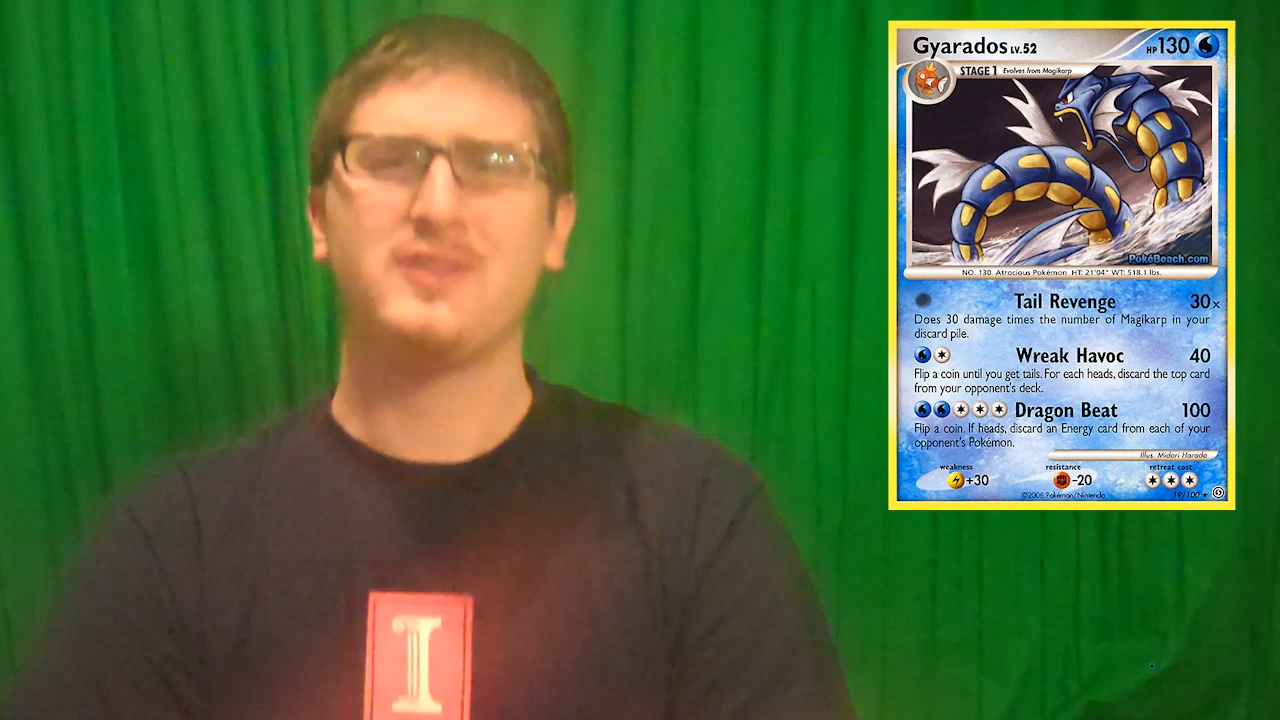 Gyarados LV.52 HP130
STAGE 1 Evolves from Magikarp
PokéBeach.com
NO. 130 Atrocious Pokémon HT: 21'04" WT: 518.1 lbs.
Tail Revenge 30x
Does 30 damage times the number of Magikarp in your
discard pile.
Wreak Havoc 40
Flip a coin until you get tails. For each heads, discard the top card
from your opponent's deck.
Dragon Beat 100
Flip a coin. If heads, discard an Energy card from each of your
opponent's Pokémon.
Illus. Midori Harada
weakness resistance retreat cost
+30 -20
©2008 Pokémon/Nintendo 19/100 ★
I